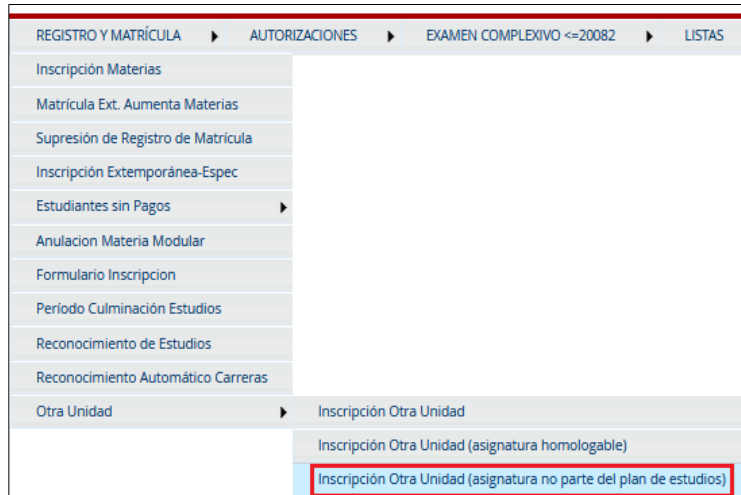 REGISTRO Y MATRÍCULA AUTORIZACIONES EXAMEN COMPLEXIVO <=20082 LISTAS
Inscripción Materias
Matrícula Ext. Aumenta Materias
Supresión de Registro de Matrícula
Inscripción Extemporánea-Espec
Estudiantes sin Pagos
Anulacion Materia Modular
Formulario Inscripcion
Período Culminación Estudios
Reconocimiento de Estudios
Reconocimiento Automático Carreras
Otra Unidad Inscripción Otra Unidad
Inscripción Otra Unidad (asignatura homologable)
Inscripción Otra Unidad (asignatura no parte del plan de estudios)